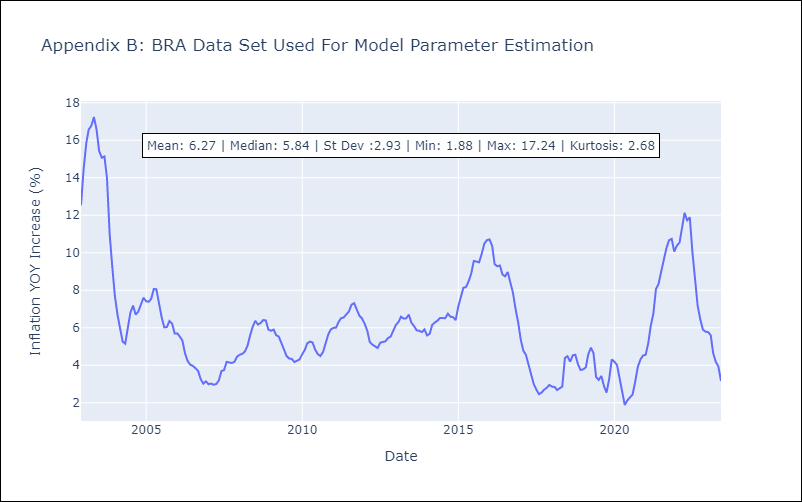 Appendix B: BRA Data Set Used For Model Parameter Estimation
18
Mean: 6.27 | Median: 5.84 | St Dev :2.93 | Min: 1.88 | Max: 17.24 | Kurtosis: 2.68
16
14
12
10
8
6
4
2
Inflation YOY Increase (%)
2005 2010 2015 2020
Date